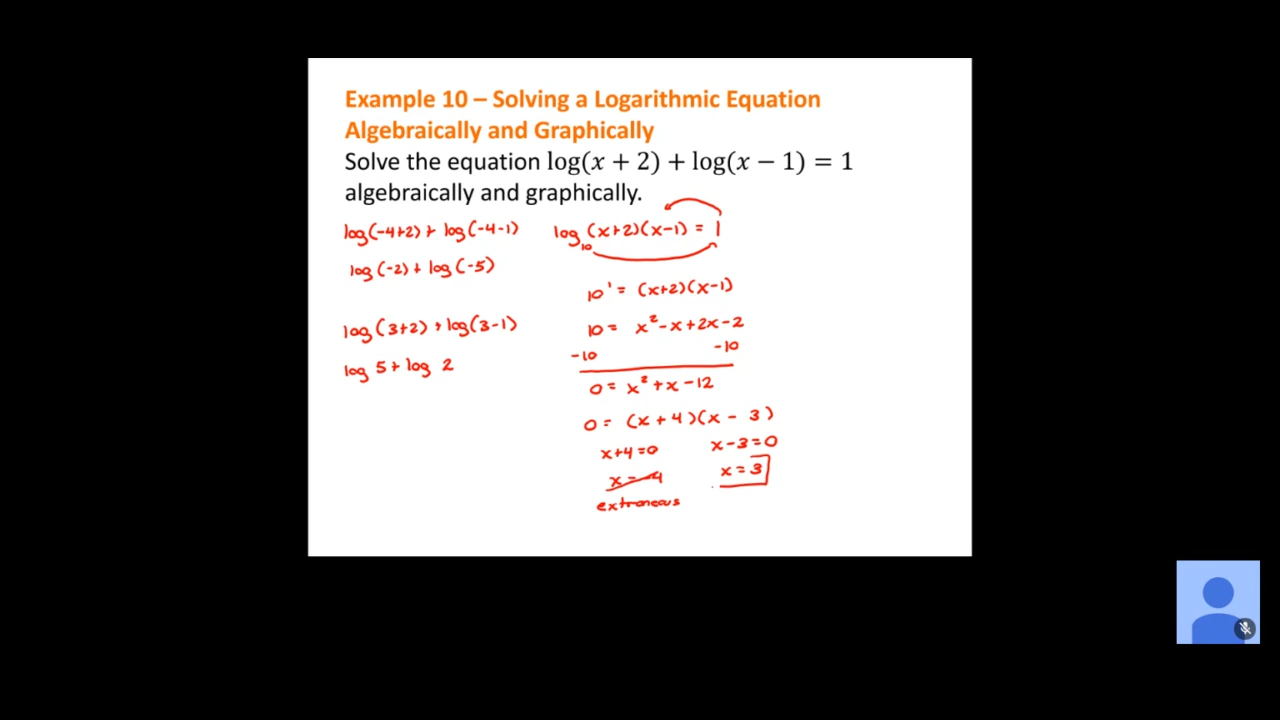 Example 10 – Solving a Logarithmic Equation
Algebraically and Graphically
Solve the equation log(x + 2) + log(x − 1) = 1
algebraically and graphically.
log(-4+2) + log(-4-1)
log(-2) + log(-5)
log(3+2) + log(3-1)
log 5 + log 2
log₁₀ (x+2)(x-1) = 1
10¹ = (x+2)(x-1)
10 = x² - x + 2x - 2
-10 -10
0 = x² + x - 12
0 = (x + 4)(x - 3)
x+4=0 x-3=0
x=-4 x=3
extraneous